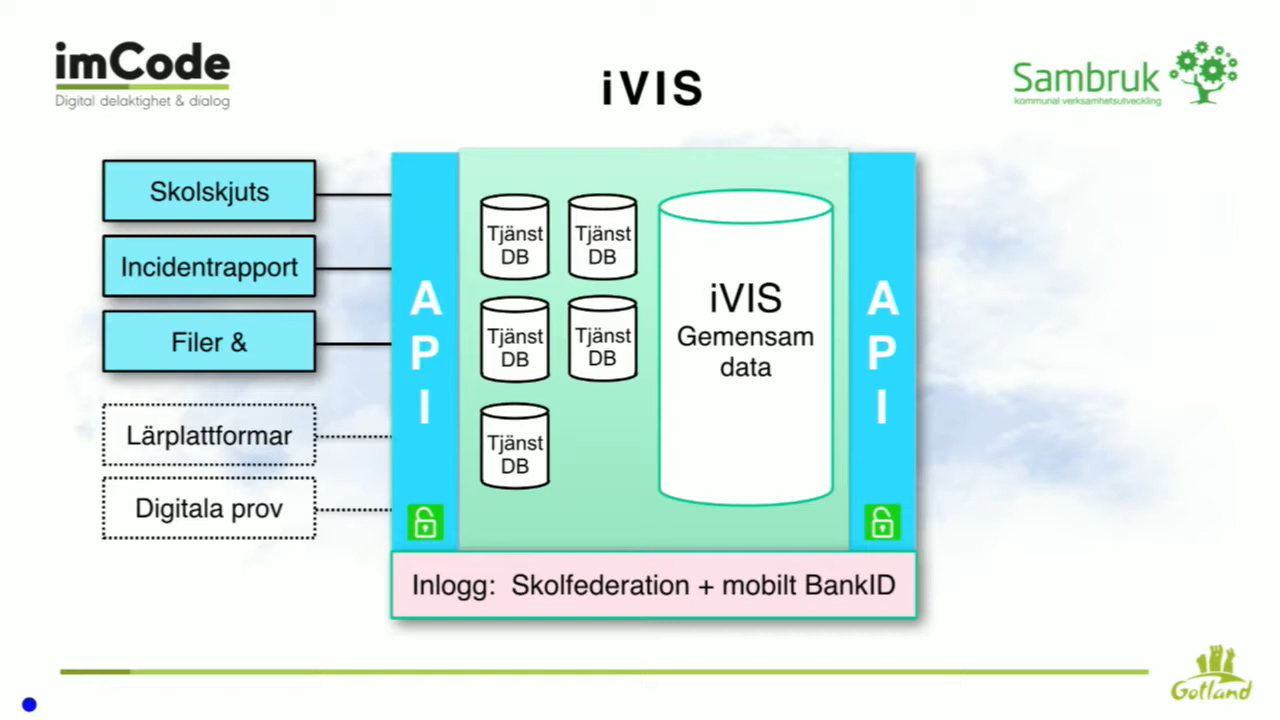 imCode
Digital delaktighet & dialog
iVIS
Sambruk
kommunal verksamhetsutveckling
Skolskjuts
Incidentrapport
Filer &
Lärplattformar
Digitala prov
A
P
I
Tjänst
DB
Tjänst
DB
Tjänst
DB
Tjänst
DB
Tjänst
DB
iVIS
Gemensam
data
A
P
I
Inlogg: Skolfederation + mobilt BankID
Gotland